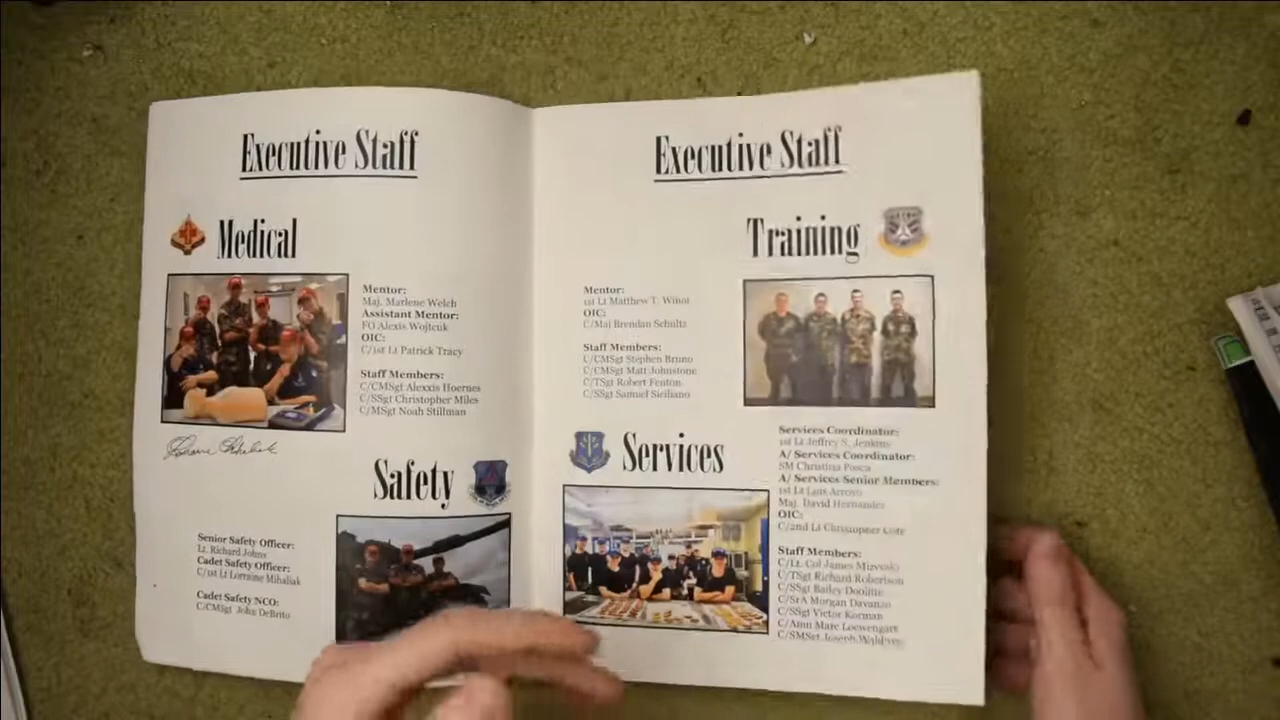 Executive Staff
Medical
Mentor:
Maj. Marlene Welch
Assistant Mentor:
FO Alexis Wojtcuk
OIC:
C/1st Lt Patrick Tracy
Staff Members:
C/CMSgt Alexxis Hoernes
C/SSgt Christopher Miles
C/MSgt Noah Stillman
Safety
Senior Safety Officer:
Lt. Richard Johns
Cadet Safety Officer:
C/1st Lt Lorraine Mihaliak
Cadet Safety NCO:
C/CMSgt John DeBrito
Executive Staff
Training
Mentor:
1st Lt Matthew T. Winot
OIC:
C/Maj Brendan Schultz
Staff Members:
C/CMSgt Stephen Bruno
C/CMSgt Matt Johnstone
C/TSgt Robert Fenton
C/SSgt Samuel Siciliano
Services
Services Coordinator:
1st Lt Jeffrey S. Jenkins
A/ Services Coordinator:
SM Christina Posca
A/ Services Senior Members:
1st Lt Luis Arroyo
Maj. David Hernandez
OIC:
C/2nd Lt Christopher Cote
Staff Members:
C/Lt. Col James
C/TSgt Richard Robertson
C/SSgt Bailey Doolittle
C/SrA Morgan Davanzo
C/SSgt Victor Korman
C/Amn Marc Loewengart
C/SMSgt Joseph